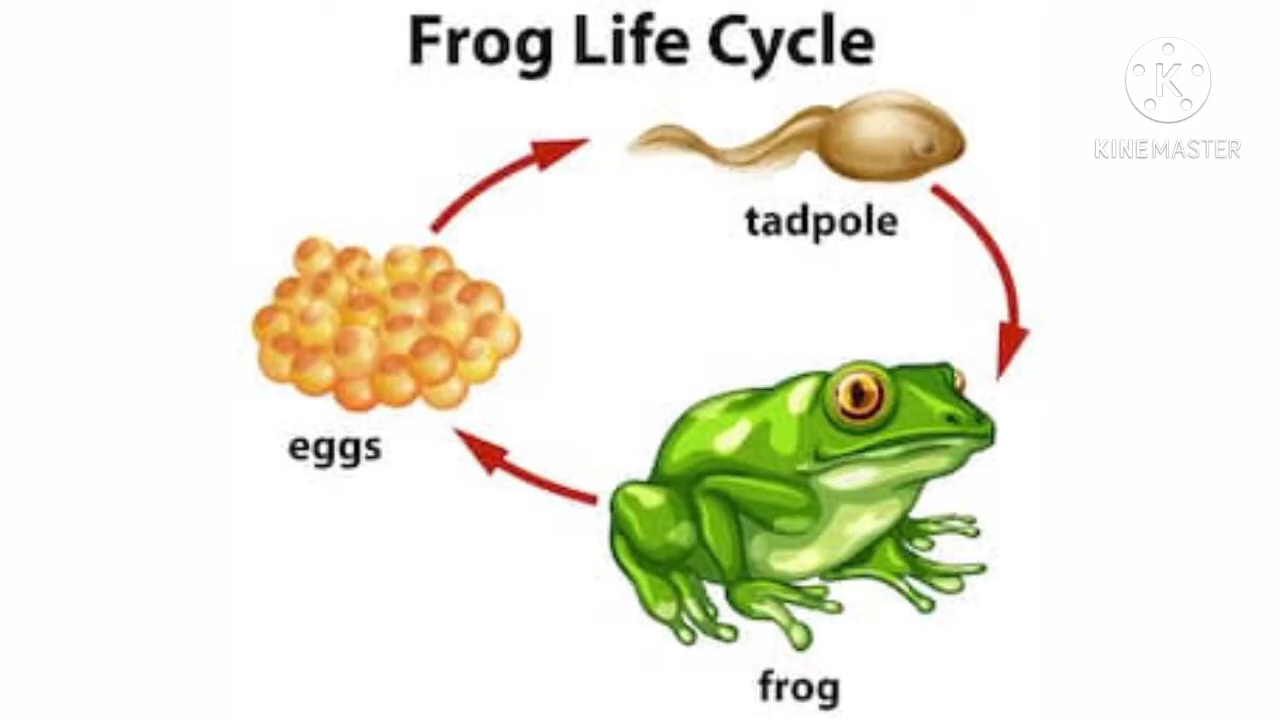 Frog Life Cycle
K
KINEMASTER
tadpole
eggs
frog